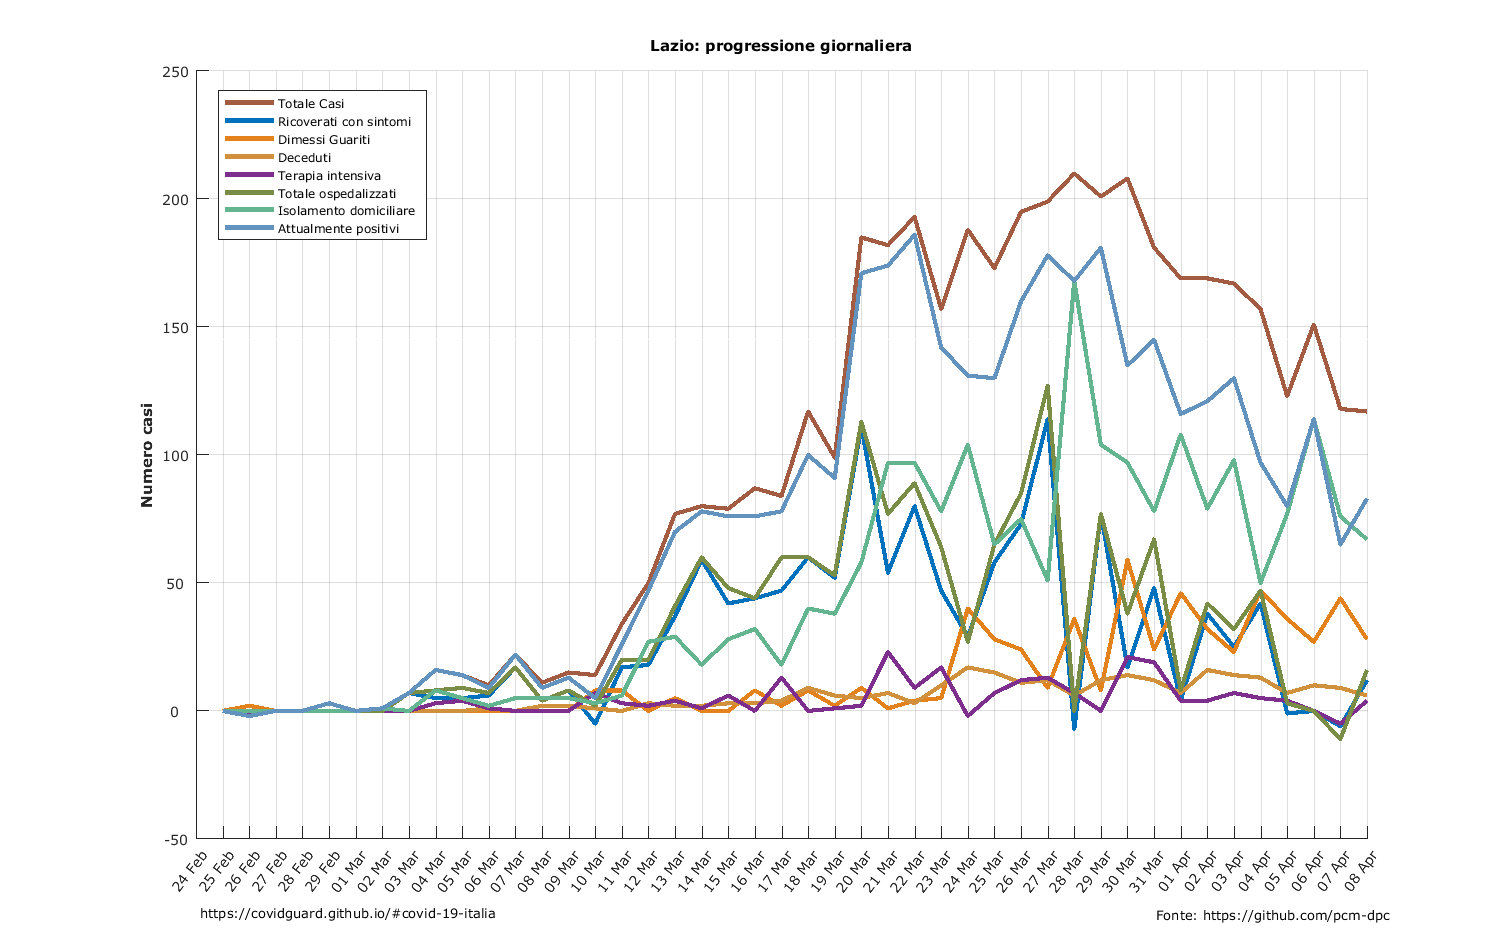 Lazio: progressione giornaliera
250
200
150
100
50
0
-50
Numero casi
Totale Casi
Ricoverati con sintomi
Dimessi Guariti
Deceduti
Terapia intensiva
Totale ospedalizzati
Isolamento domiciliare
Attualmente positivi
24 Feb
25 Feb
26 Feb
27 Feb
28 Feb
29 Feb
01 Mar
02 Mar
03 Mar
04 Mar
05 Mar
06 Mar
07 Mar
08 Mar
09 Mar
10 Mar
11 Mar
12 Mar
13 Mar
14 Mar
15 Mar
16 Mar
17 Mar
18 Mar
19 Mar
20 Mar
21 Mar
22 Mar
23 Mar
24 Mar
25 Mar
26 Mar
27 Mar
28 Mar
29 Mar
30 Mar
31 Mar
01 Apr
02 Apr
03 Apr
04 Apr
05 Apr
06 Apr
07 Apr
08 Apr
https://covidguard.github.io/#covid-19-italia
Fonte: https://github.com/pcm-dpc